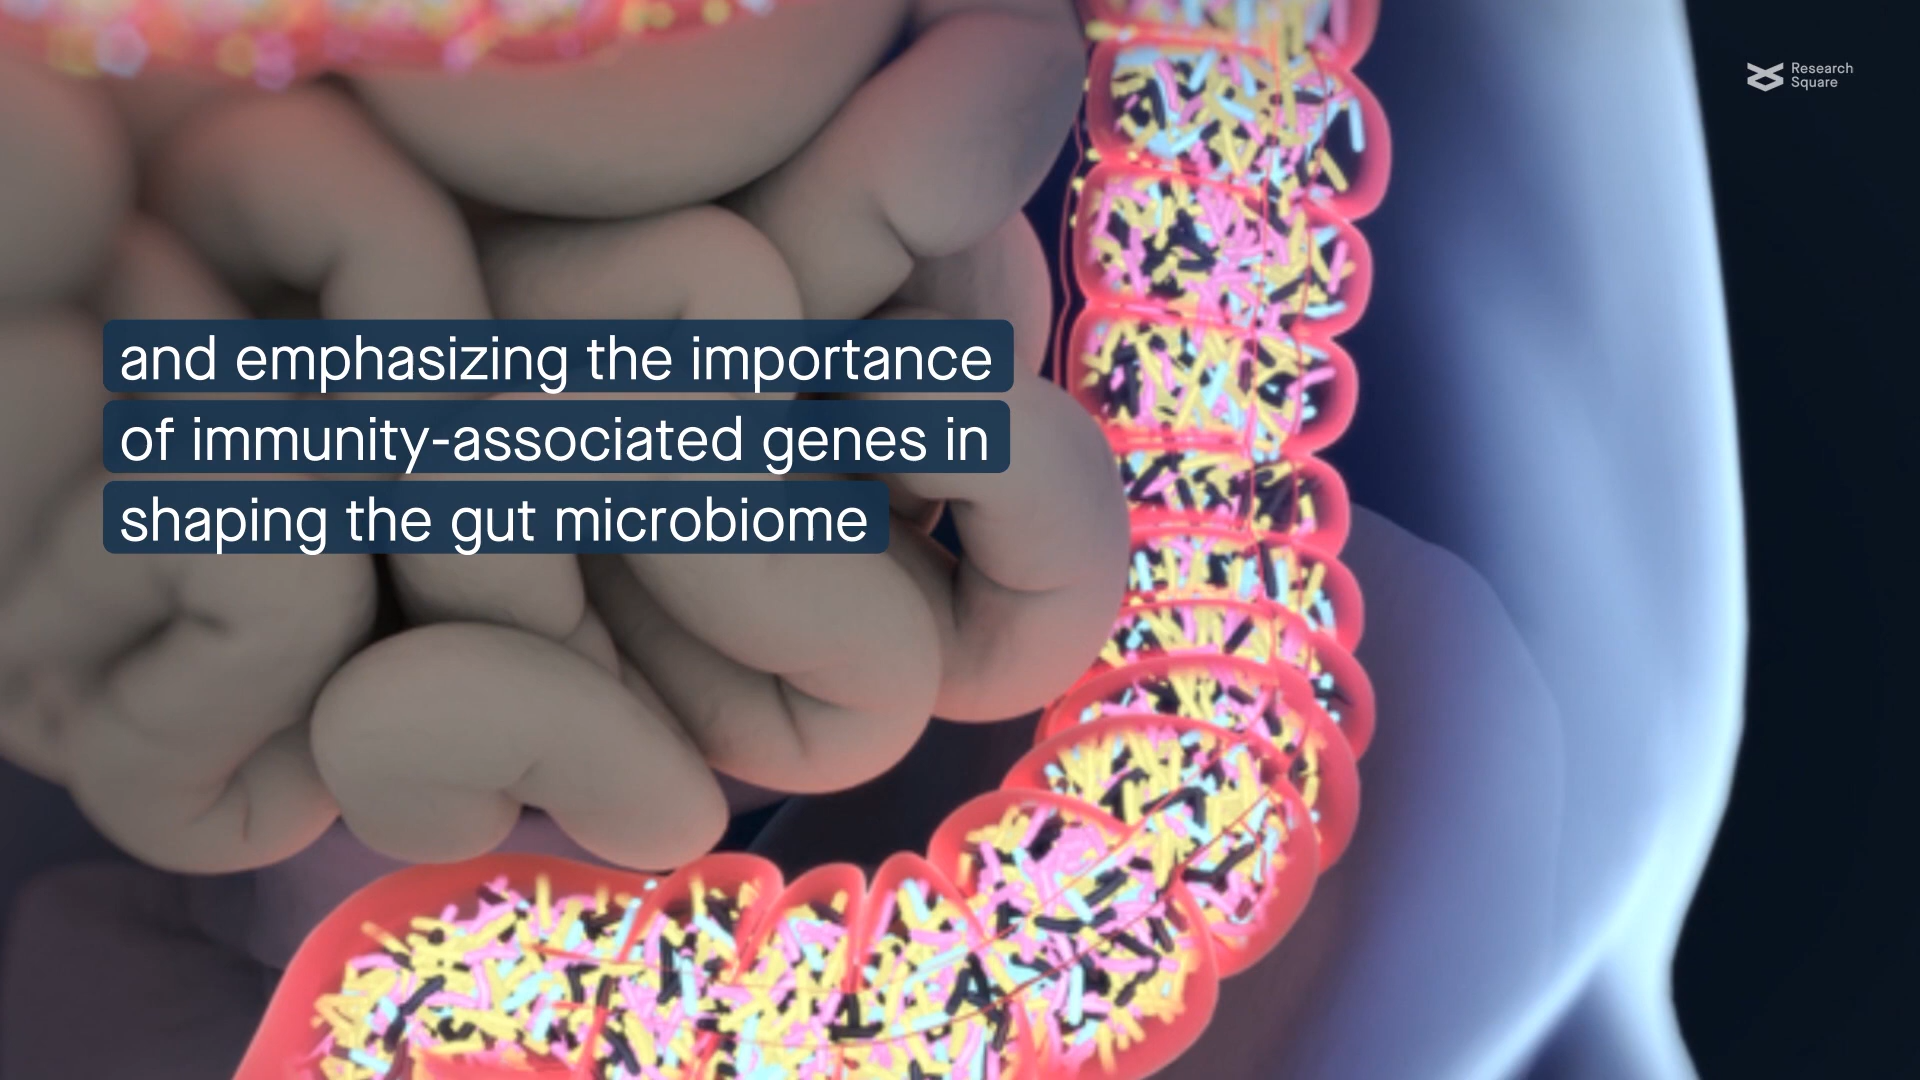 Research
Square
and emphasizing the importance
of immunity-associated genes in
shaping the gut microbiome